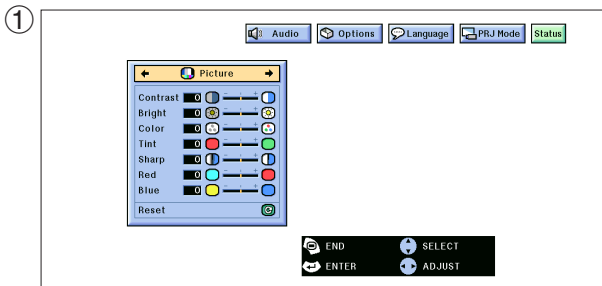 ①
Audio Options Language PRJ Mode Status
Picture
Contrast 0 - +
Bright 0 - +
Color 0 - +
Tint 0 - +
Sharp 0 - +
Red 0 - +
Blue 0 - +
Reset
END SELECT
ENTER ADJUST